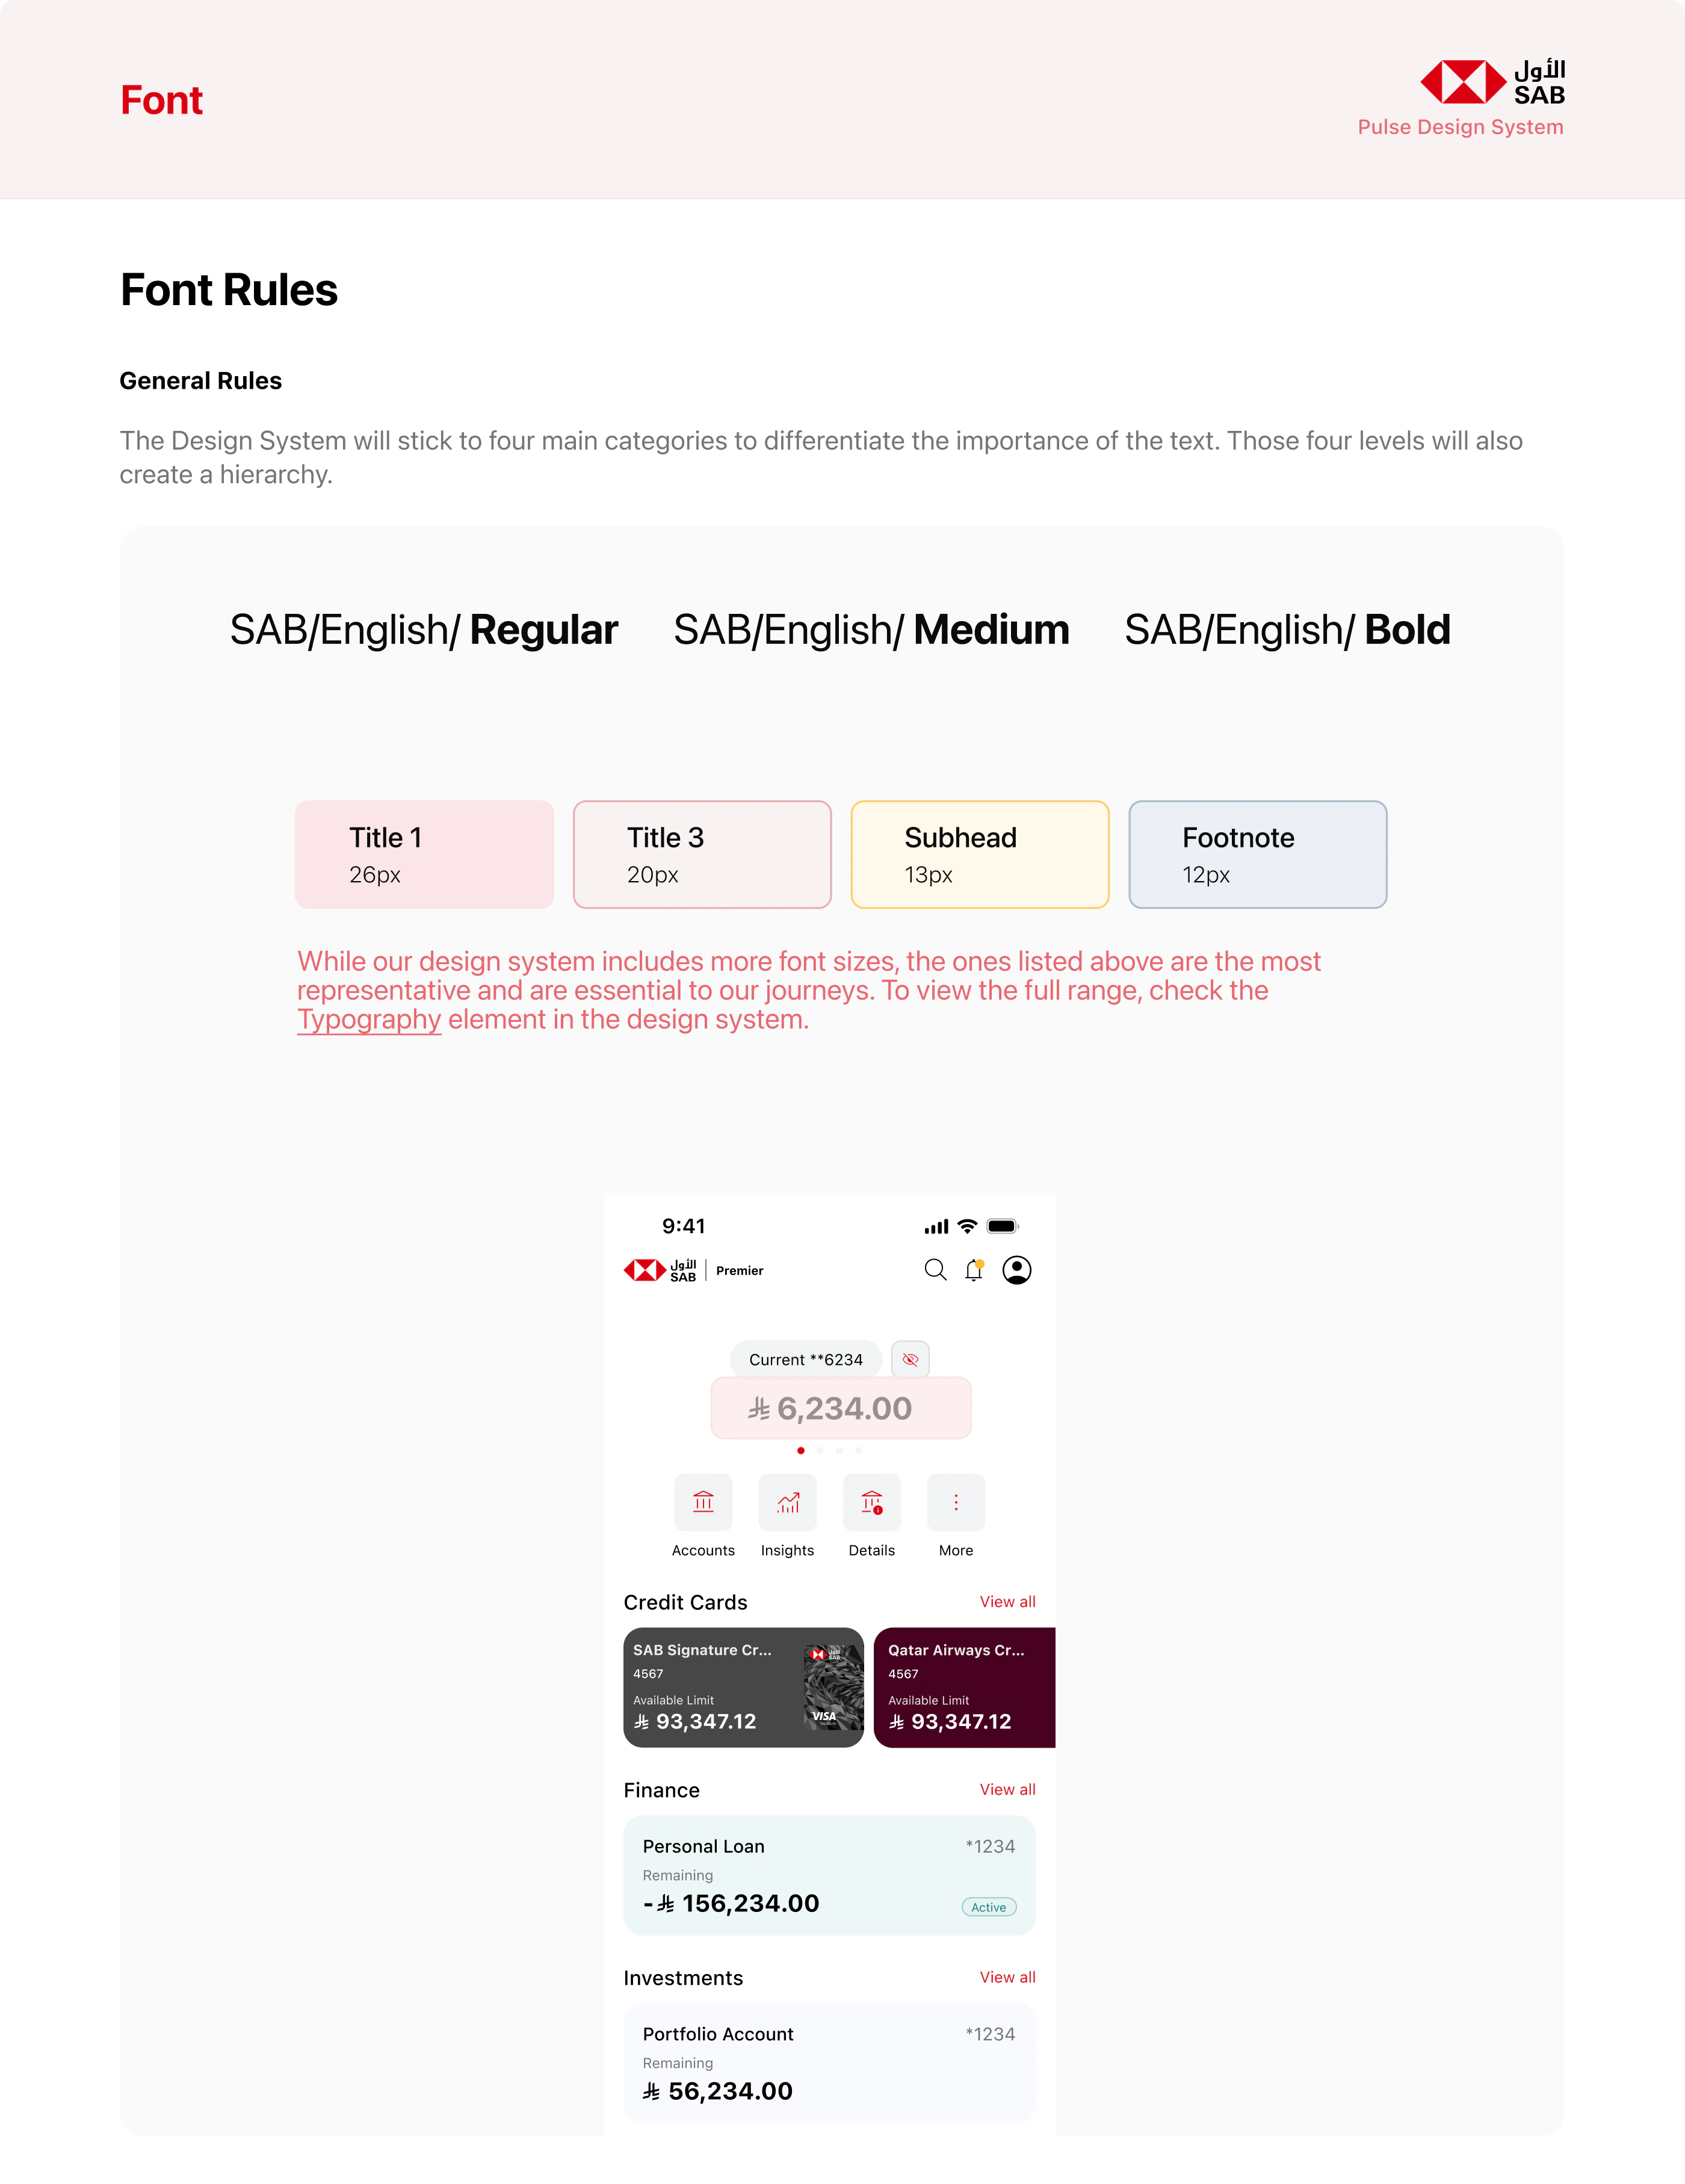 Font
الأول
SAB
Pulse Design System
Font Rules
General Rules
The Design System will stick to four main categories to differentiate the importance of the text. Those four levels will also
create a hierarchy.
SAB/English/ Regular
SAB/English/ Medium
SAB/English/ Bold
Title 1
26px
Title 3
20px
Subhead
13px
Footnote
12px
While our design system includes more font sizes, the ones listed above are the most
representative and are essential to our journeys. To view the full range, check the
Typography element in the design system.
9:41
الأول
SAB
Premier
Current **6234
6,234.00
Accounts
Insights
Details
More
Credit Cards
View all
SAB Signature Cr...
4567
Available Limit
93,347.12
الأول
SAB
VISA
Qatar Airways Cr...
4567
Available Limit
93,347.12
Finance
View all
Personal Loan
*1234
Remaining
- 156,234.00
Active
Investments
View all
Portfolio Account
*1234
Remaining
56,234.00